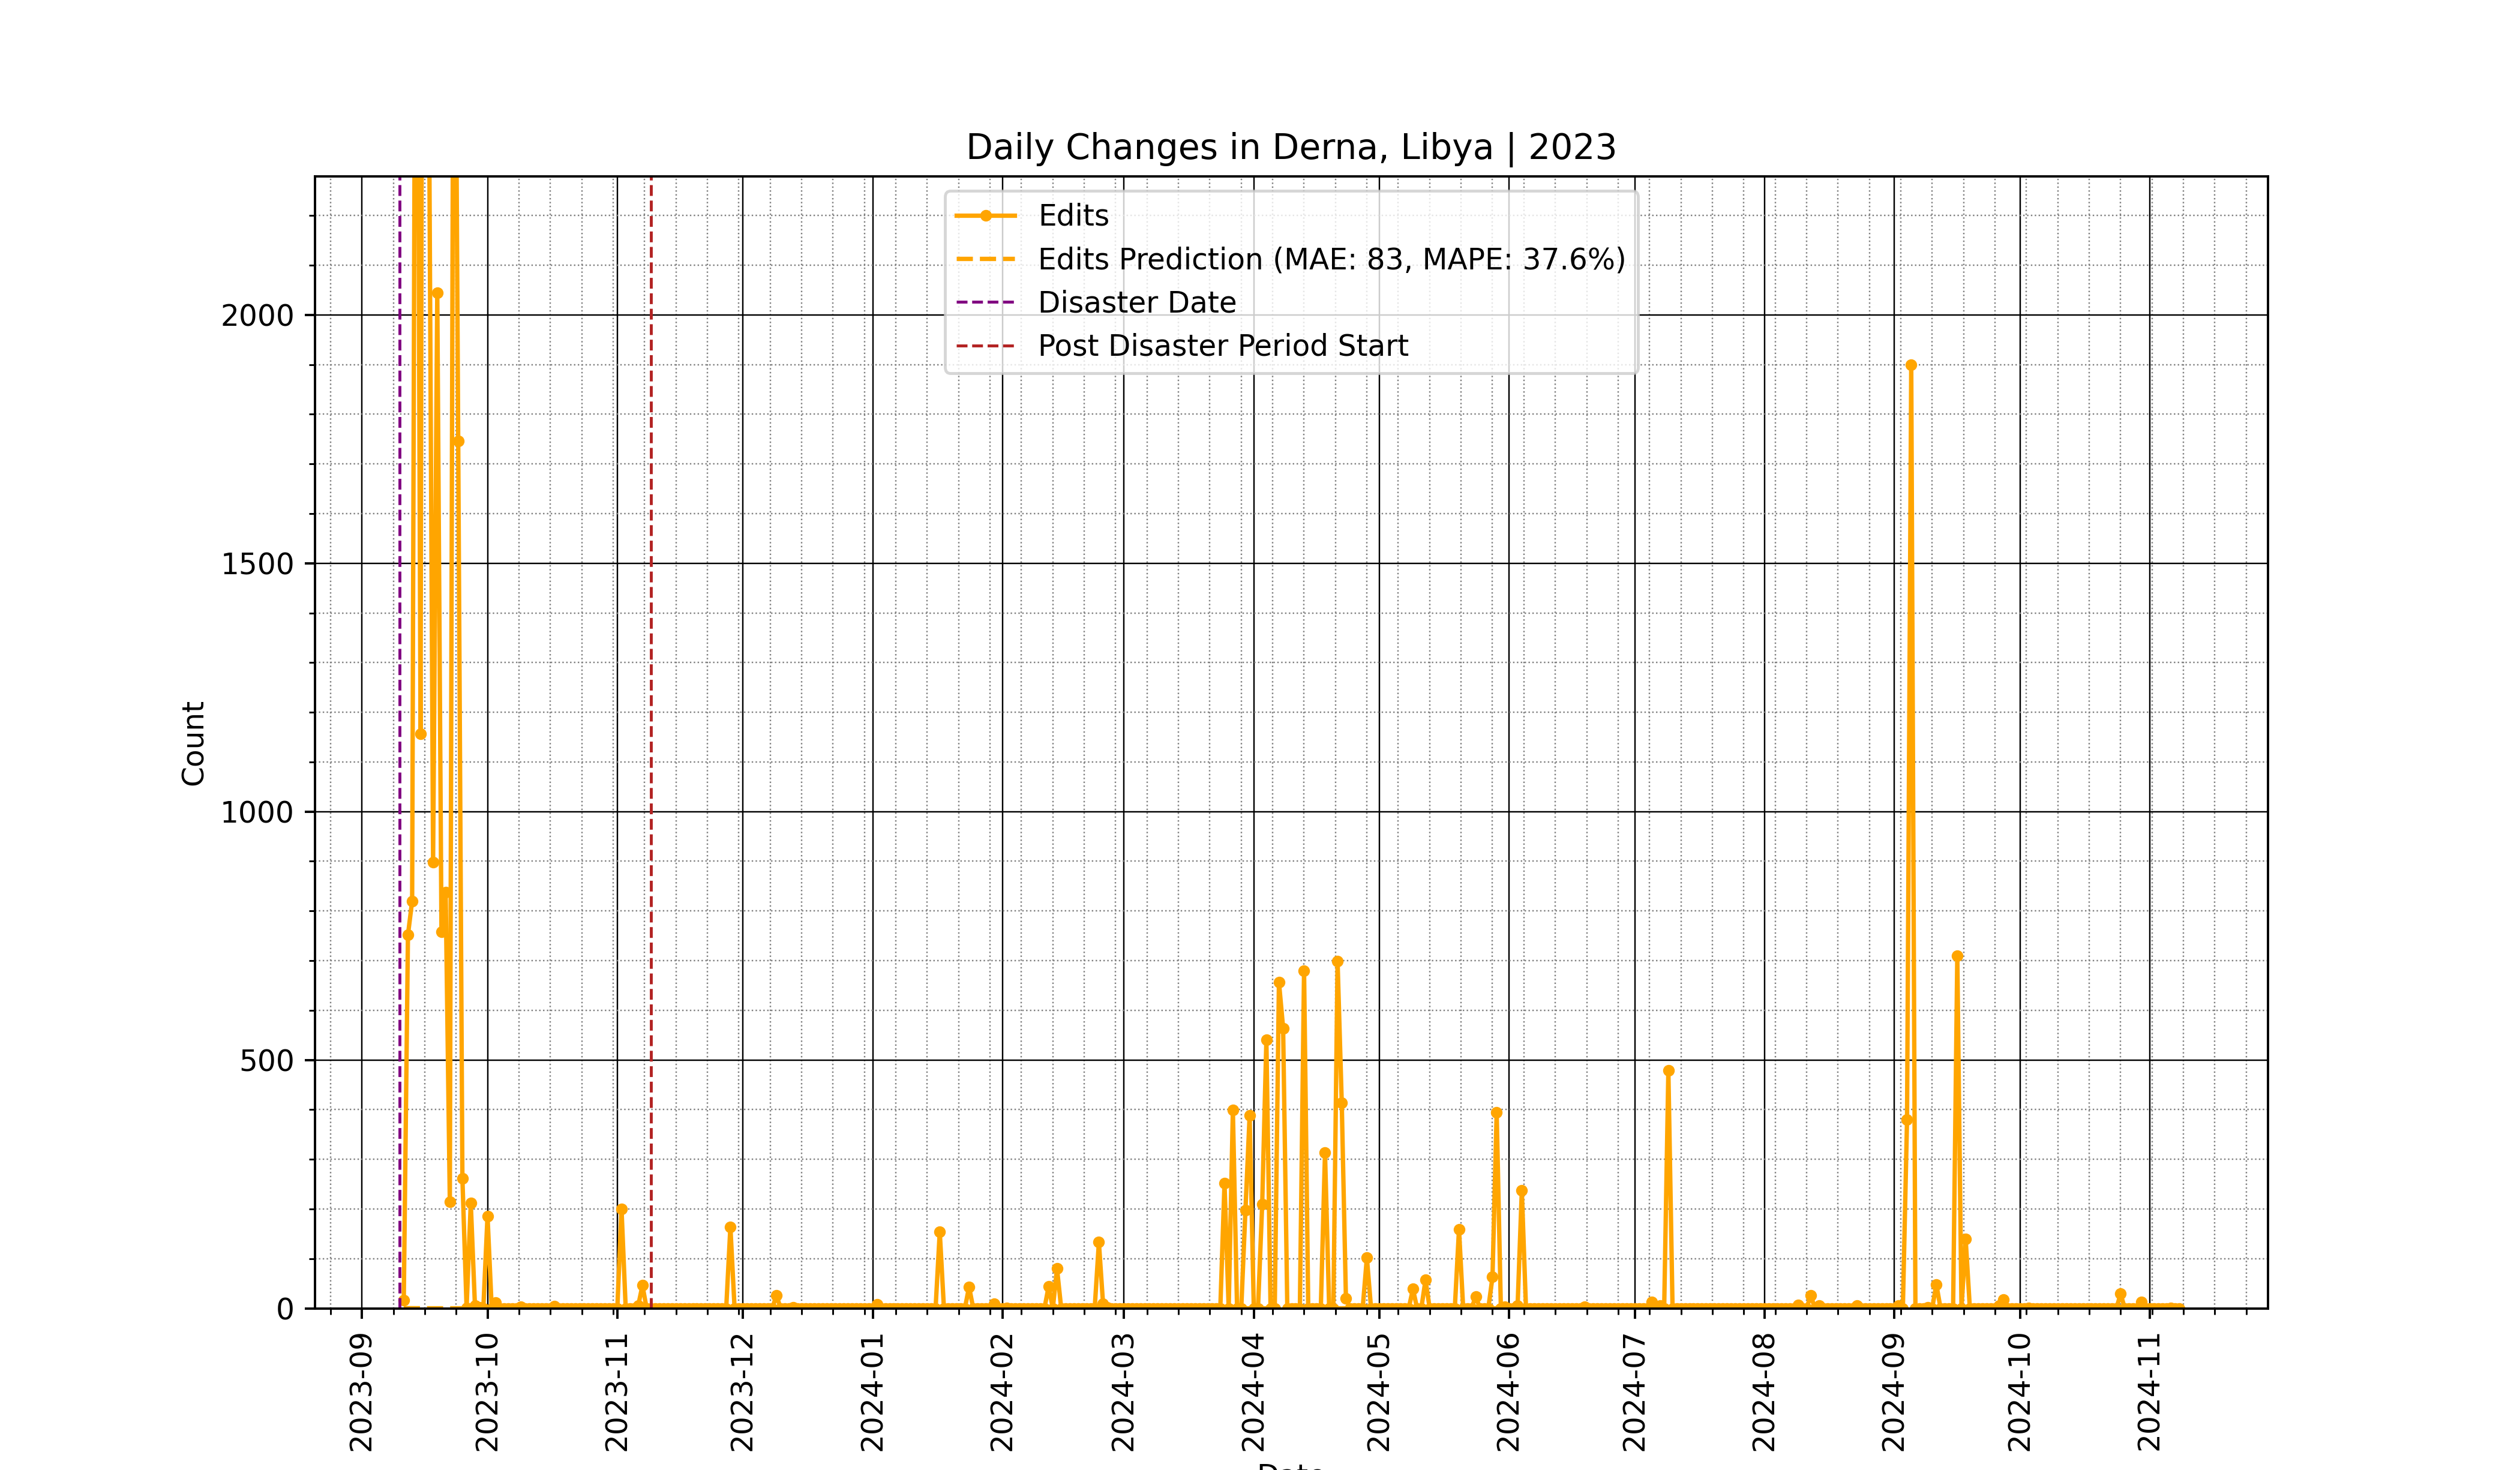 Daily Changes in Derna, Libya | 2023
Edits
Edits Prediction (MAE: 83, MAPE: 37.6%)
Disaster Date
Post Disaster Period Start
Count
2000
1500
1000
500
0
2023-09
2023-10
2023-11
2023-12
2024-01
2024-02
2024-03
2024-04
2024-05
2024-06
2024-07
2024-08
2024-09
2024-10
2024-11
Date